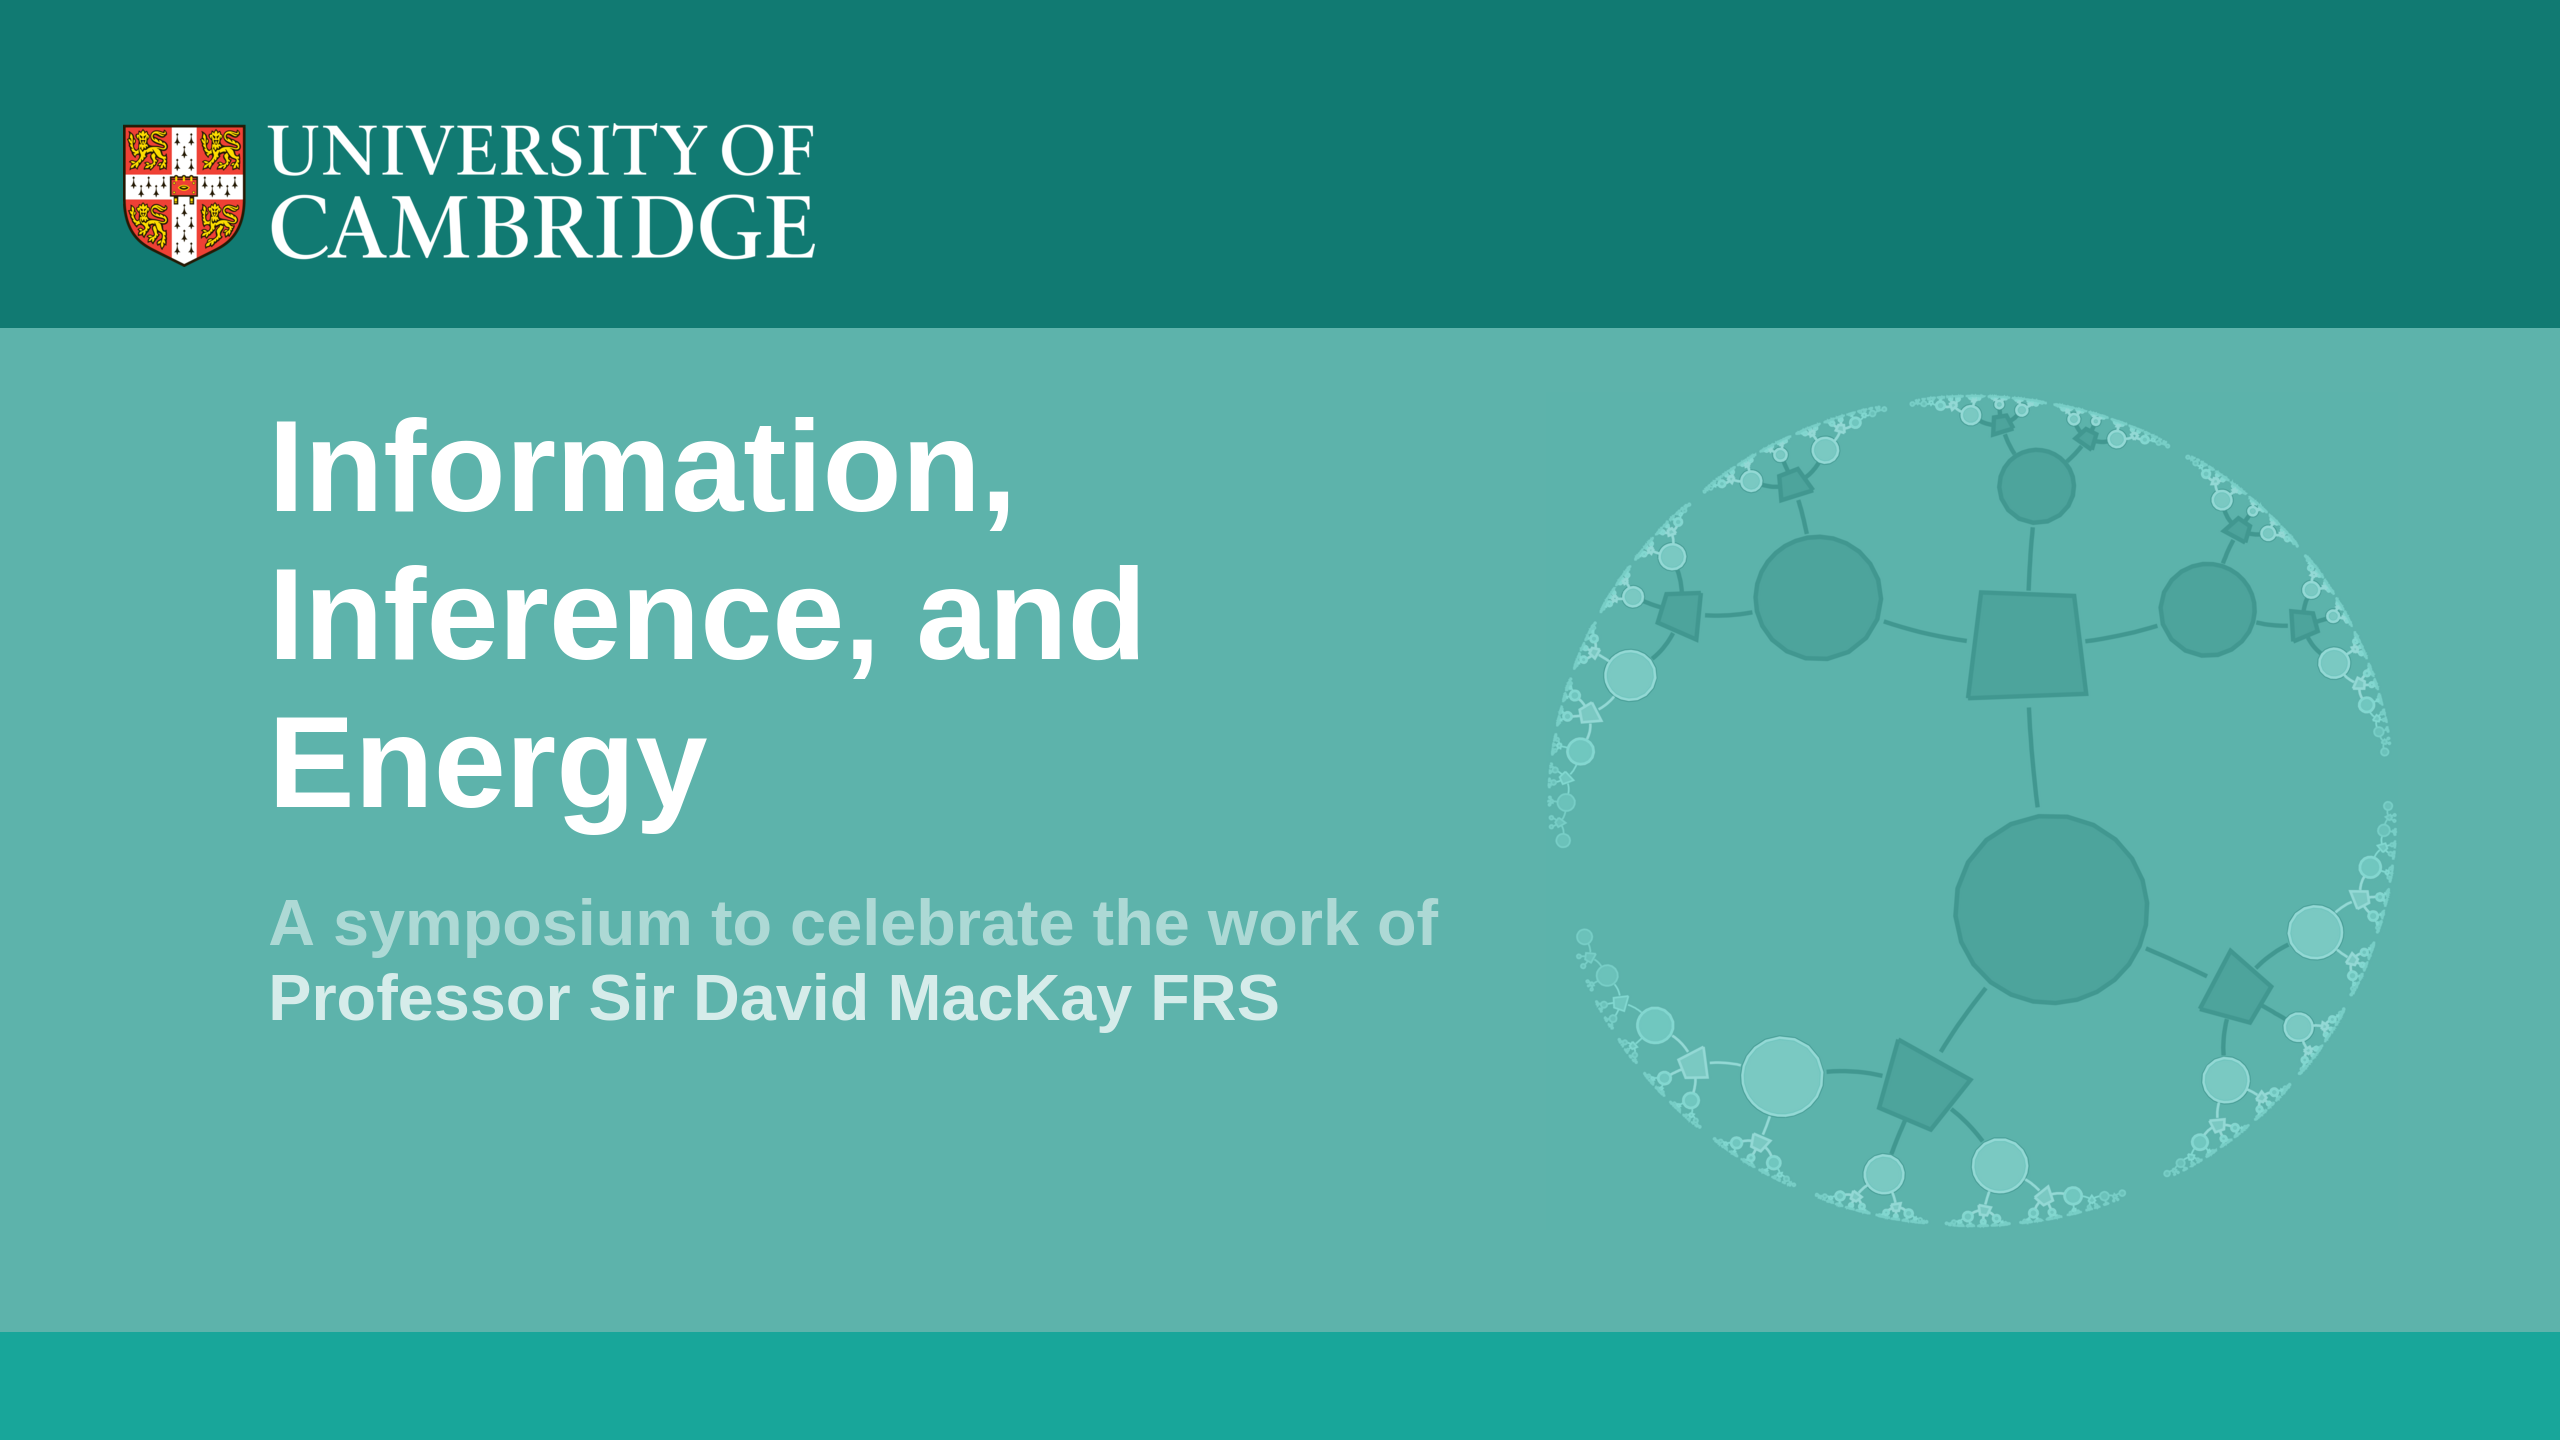 UNIVERSITY OF
CAMBRIDGE
Information,
Inference, and
Energy
A symposium to celebrate the work of
Professor Sir David MacKay FRS